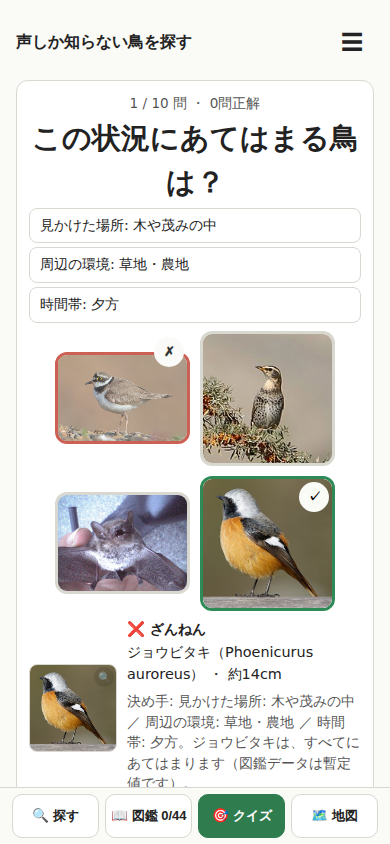 声しか知らない鳥を探す
☰
1 / 10 問 ・ 0問正解
この状況にあてはまる鳥
は？
見かけた場所: 木や茂みの中
周辺の環境: 草地・農地
時間帯: 夕方
✗
✓
❌ ざんねん
ジョウビタキ（Phoenicurus
auroreus） ・ 約14cm
決め手: 見かけた場所: 木や茂みの中
／ 周辺の環境: 草地・農地 ／ 時間
帯: 夕方。ジョウビタキは、すべてに
あてはまります（図鑑データは暫定
値です）。
🔍 探す
📖 図鑑 0/44
🎯 クイズ
🗺️ 地図